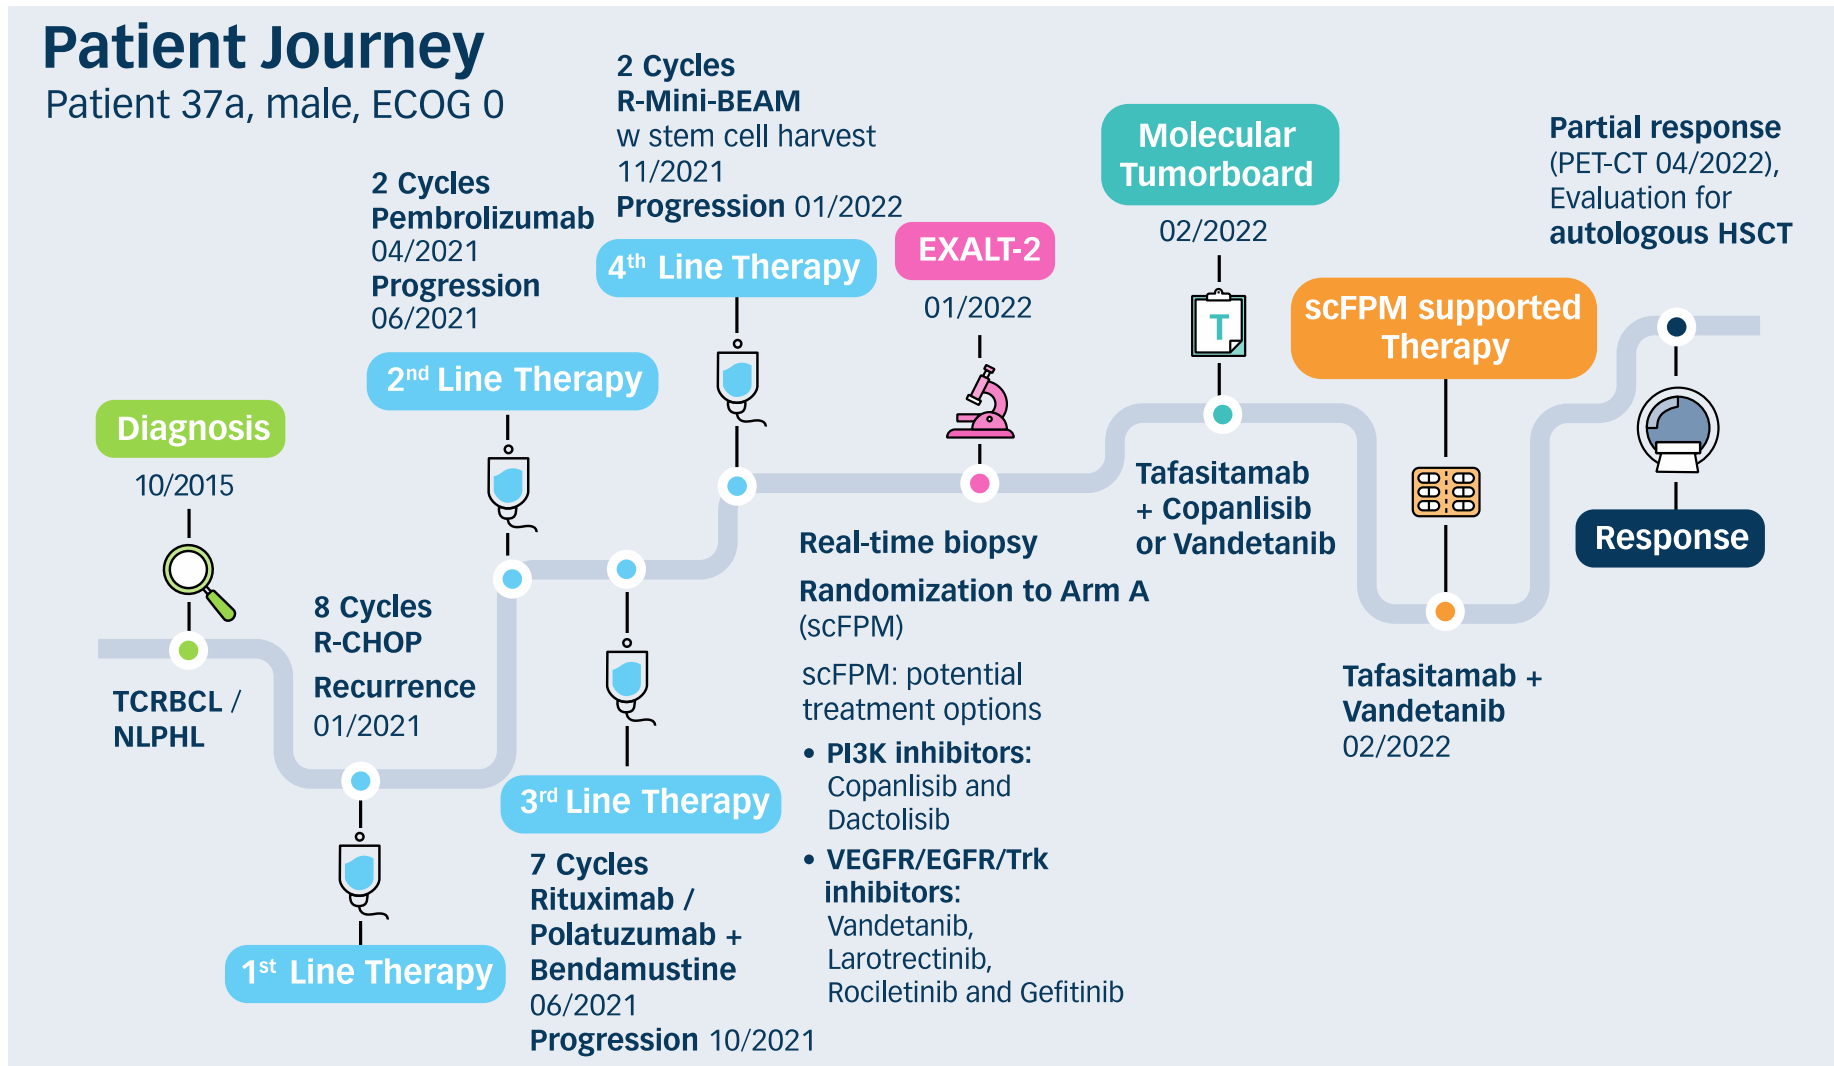 Patient Journey
Patient 37a, male, ECOG 0
Diagnosis
10/2015
TCRBCL /
NLPHL
8 Cycles
R-CHOP
Recurrence
01/2021
1st Line Therapy
2 Cycles
Pembrolizumab
04/2021
Progression
06/2021
2nd Line Therapy
3rd Line Therapy
7 Cycles
Rituximab /
Polatuzumab +
Bendamustine
06/2021
Progression 10/2021
2 Cycles
R-Mini-BEAM
w stem cell harvest
11/2021
Progression 01/2022
4th Line Therapy
EXALT-2
01/2022
Real-time biopsy
Randomization to Arm A
(scFPM)
scFPM: potential
treatment options
• PI3K inhibitors:
Copanlisib and
Dactolisib
• VEGFR/EGFR/Trk
inhibitors:
Vandetanib,
Larotrectinib,
Rociletinib and Gefitinib
Molecular
Tumorboard
02/2022
T
Tafasitamab
+ Copanlisib
or Vandetanib
scFPM supported
Therapy
Tafasitamab +
Vandetanib
02/2022
Partial response
(PET-CT 04/2022),
Evaluation for
autologous HSCT
Response